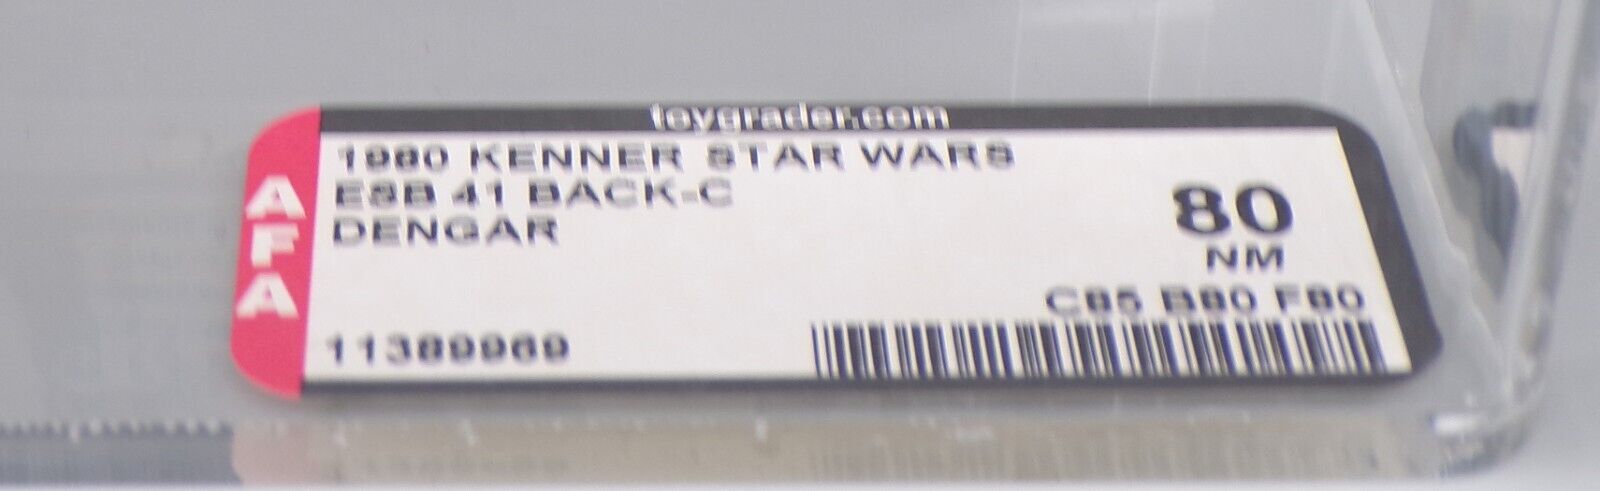 toygrader.com
AFA
1980 KENNER STAR WARS
ESB 41 BACK-C
DENGAR
80
NM
C85 B80 F80
11389969